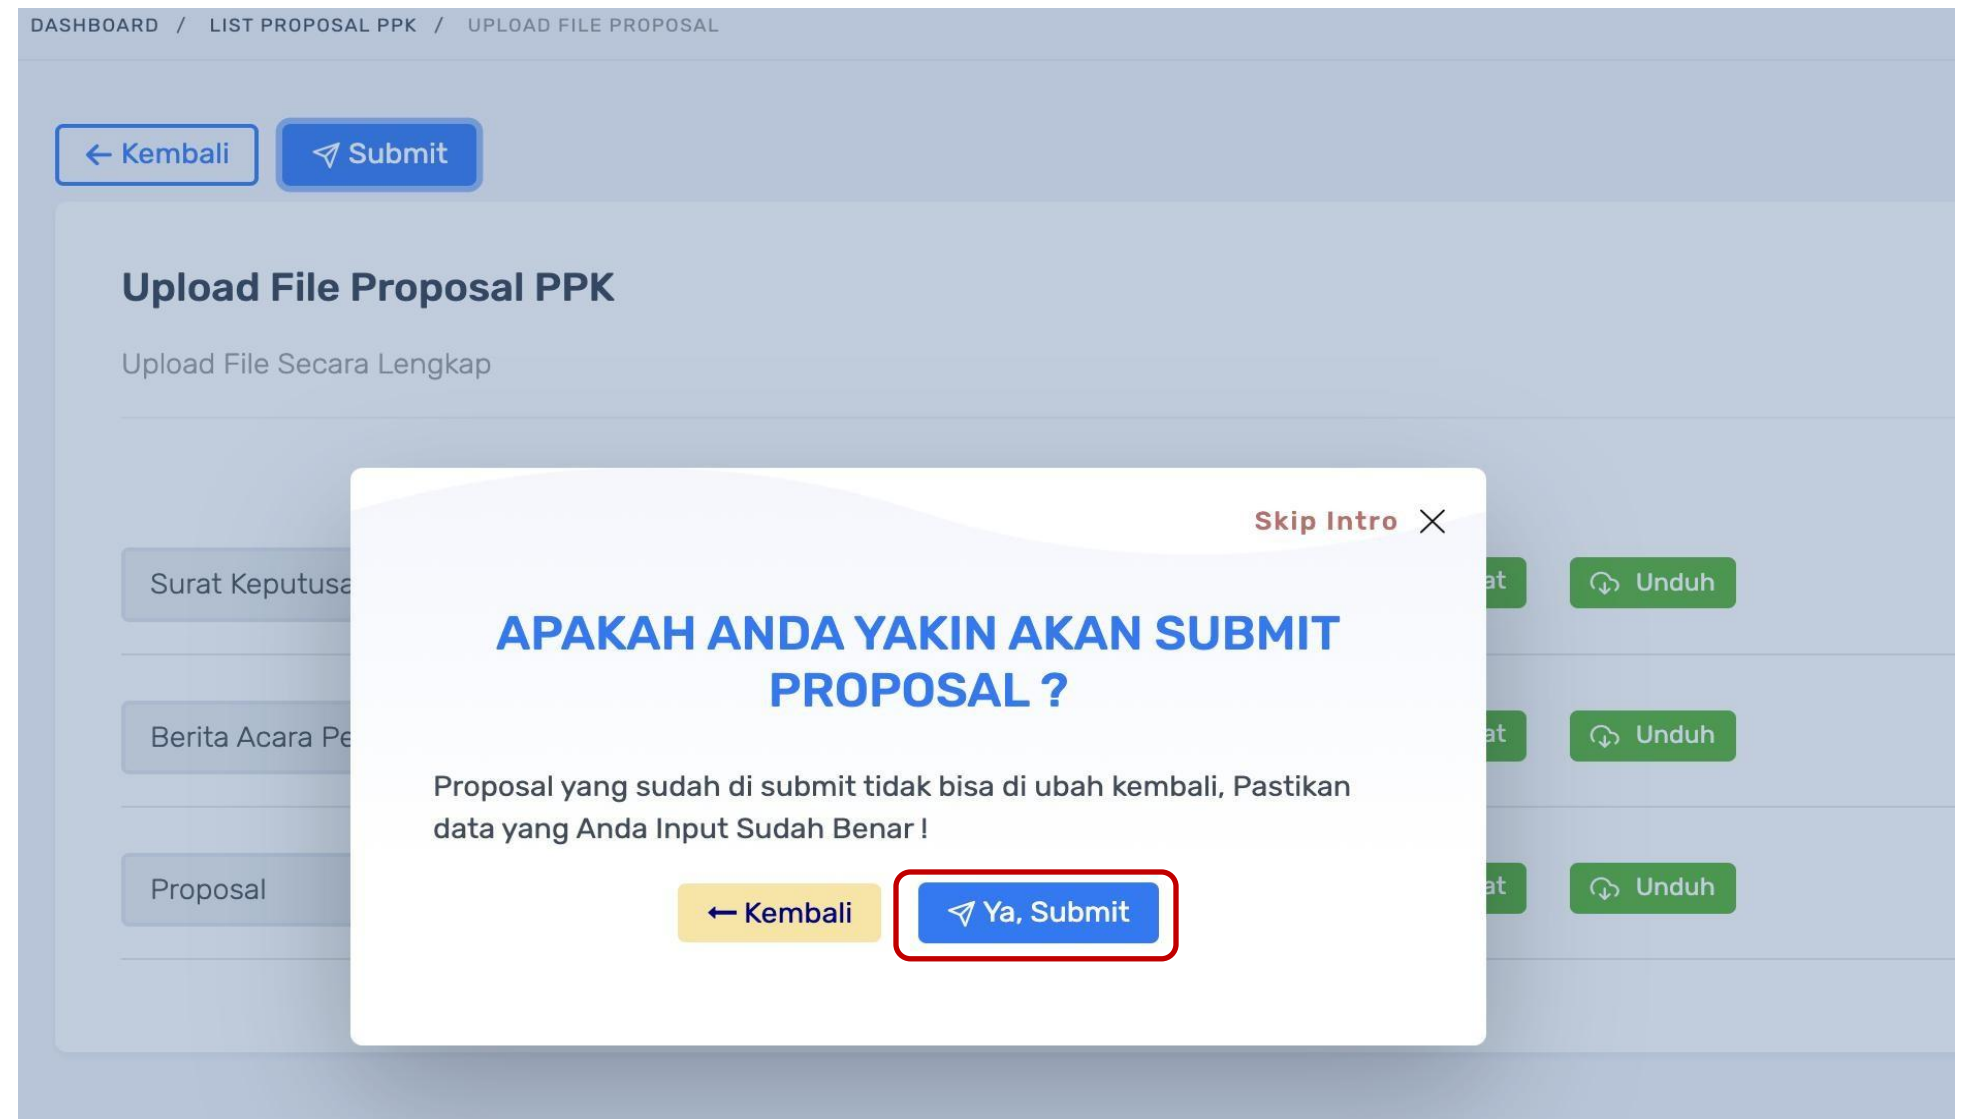 DASHBOARD / LIST PROPOSAL PPK / UPLOAD FILE PROPOSAL
← Kembali Submit
Upload File Proposal PPK
Upload File Secara Lengkap
Skip Intro ×
Surat Keputusa at Unduh
APAKAH ANDA YAKIN AKAN SUBMIT
PROPOSAL ?
Berita Acara Pe at Unduh
Proposal yang sudah di submit tidak bisa di ubah kembali, Pastikan
data yang Anda Input Sudah Benar !
Proposal at Unduh
← Kembali Ya, Submit